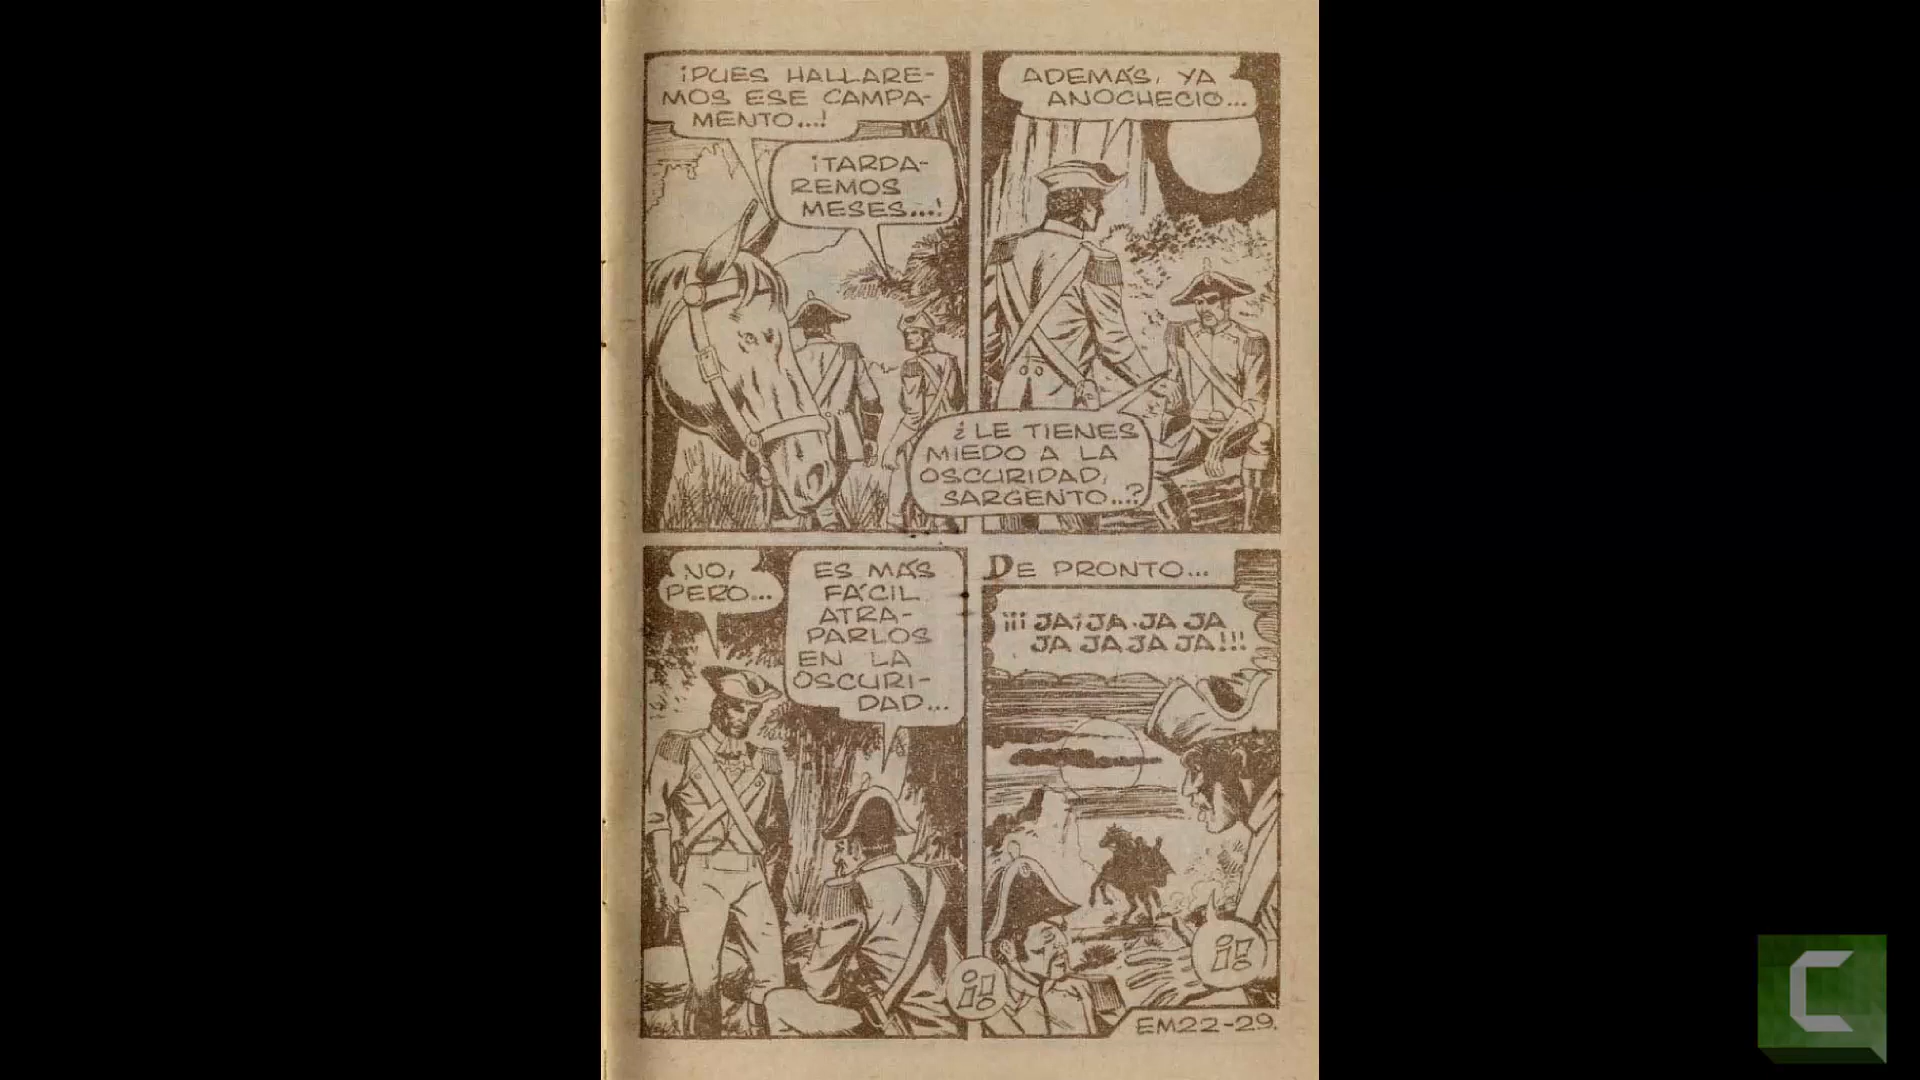 ¡PUES HALLARE-
MOS ESE CAMPA-
MENTO...!
¡TARDA-
REMOS
MESES...!
ADEMÁS, YA
ANOCHECIO...
¿LE TIENES
MIEDO A LA
OSCURIDAD,
SARGENTO...?
NO,
PERO...
ES MÁS
FÁCIL
ATRA-
PARLOS
EN LA
OSCURI-
DAD...
DE PRONTO...
¡¡¡JA¡JA JA JA
JA JA JA JA!!!
¡!
¡!
EM22-29.
C